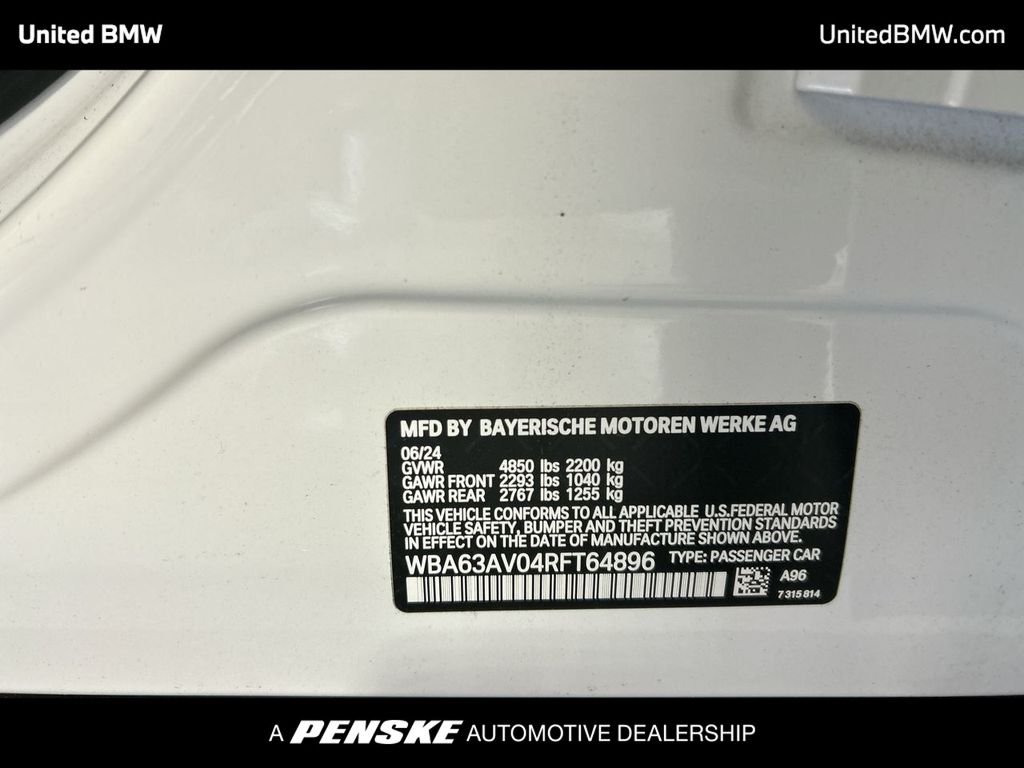 United BMW
UnitedBMW.com
MFD BY BAYERISCHE MOTOREN WERKE AG
06/24
GVWR 4850 lbs 2200 kg
GAWR FRONT 2293 lbs 1040 kg
GAWR REAR 2767 lbs 1255 kg
THIS VEHICLE CONFORMS TO ALL APPLICABLE U.S.FEDERAL MOTOR
VEHICLE SAFETY, BUMPER AND THEFT PREVENTION STANDARDS
IN EFFECT ON THE DATE OF MANUFACTURE SHOWN ABOVE.
WBA63AV04RFT64896 TYPE: PASSENGER CAR
A96
7 315 814
A PENSKE AUTOMOTIVE DEALERSHIP